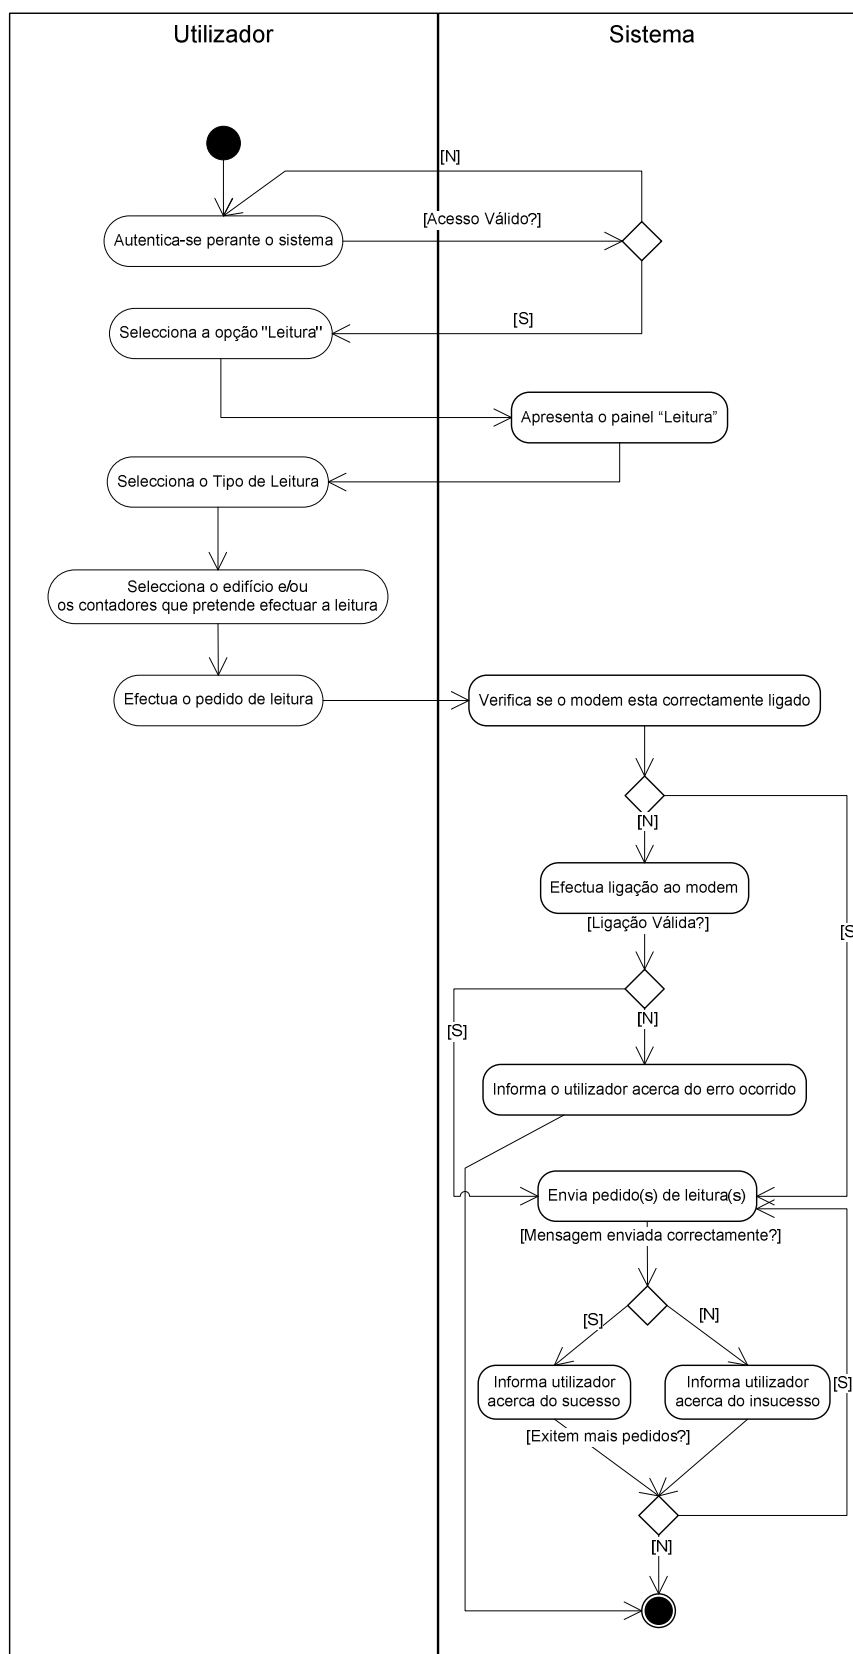 Utilizador
Sistema
[N]
[Acesso Válido?]
Autentica-se perante o sistema
[S]
Selecciona a opção "Leitura"
Apresenta o painel “Leitura”
Selecciona o Tipo de Leitura
Selecciona o edifício e/ou
os contadores que pretende efectuar a leitura
Efectua o pedido de leitura
Verifica se o modem esta correctamente ligado
[N]
Efectua ligação ao modem
[Ligação Válida?]
[S
[N]
[S]
Informa o utilizador acerca do erro ocorrido
Envia pedido(s) de leitura(s)
[Mensagem enviada correctamente?]
[S]
[N]
Informa utilizador
acerca do sucesso
Informa utilizador
acerca do insucesso
[S]
[Exitem mais pedidos?]
[N]